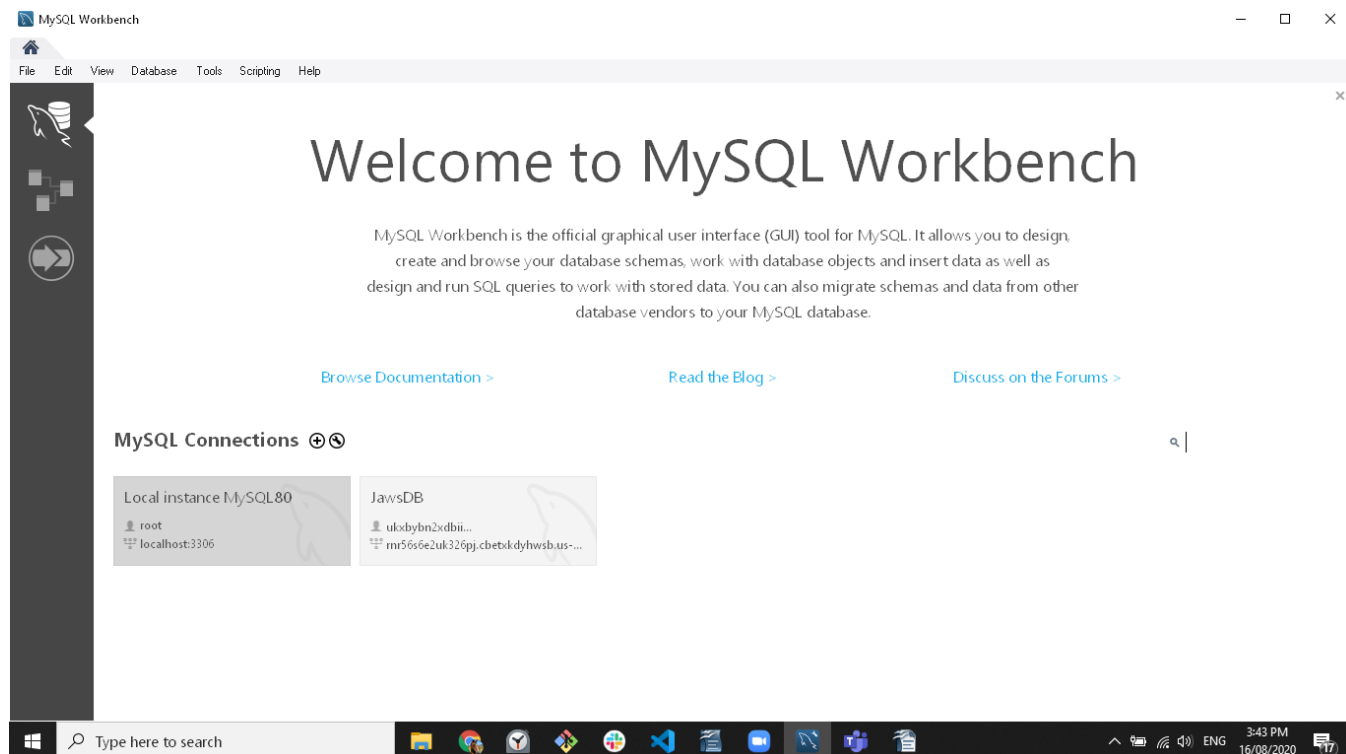 MySQL Workbench
File Edit View Database Tools Scripting Help
Welcome to MySQL Workbench
MySQL Workbench is the official graphical user interface (GUI) tool for MySQL. It allows you to design,
create and browse your database schemas, work with database objects and insert data as well as
design and run SQL queries to work with stored data. You can also migrate schemas and data from other
database vendors to your MySQL database.
Browse Documentation > Read the Blog > Discuss on the Forums >
MySQL Connections
Local instance MySQL80 JawsDB
root ukxbybn2xdbii...
localhost:3306 rnr56s6e2uk326pj.cbetxkdyhwsb.us-...
Type here to search
ENG
3:43 PM
16/08/2020
17